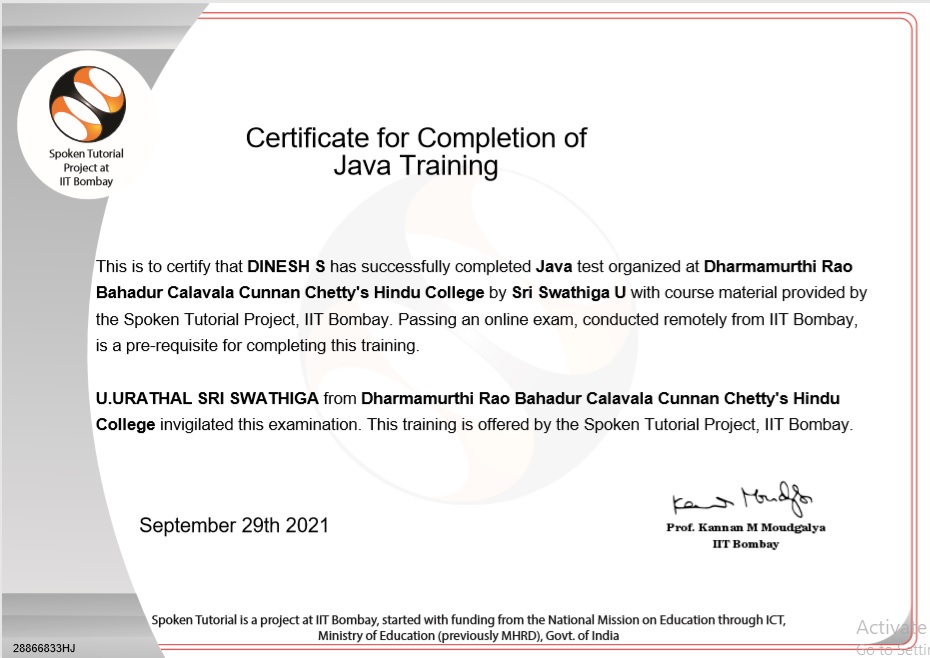 Spoken Tutorial
Project at
IIT Bombay
Certificate for Completion of
Java Training
This is to certify that DINESH S has successfully completed Java test organized at Dharmamurthi Rao
Bahadur Calavala Cunnan Chetty's Hindu College by Sri Swathiga U with course material provided by
the Spoken Tutorial Project, IIT Bombay. Passing an online exam, conducted remotely from IIT Bombay,
is a pre-requisite for completing this training.
U.URATHAL SRI SWATHIGA from Dharmamurthi Rao Bahadur Calavala Cunnan Chetty's Hindu
College invigilated this examination. This training is offered by the Spoken Tutorial Project, IIT Bombay.
September 29th 2021
Kannan Moudgalya
Prof. Kannan M Moudgalya
IIT Bombay
Spoken Tutorial is a project at IIT Bombay, started with funding from the National Mission on Education through ICT,
Ministry of Education (previously MHRD), Govt. of India
28866833HJ
Activate
Go to Setti